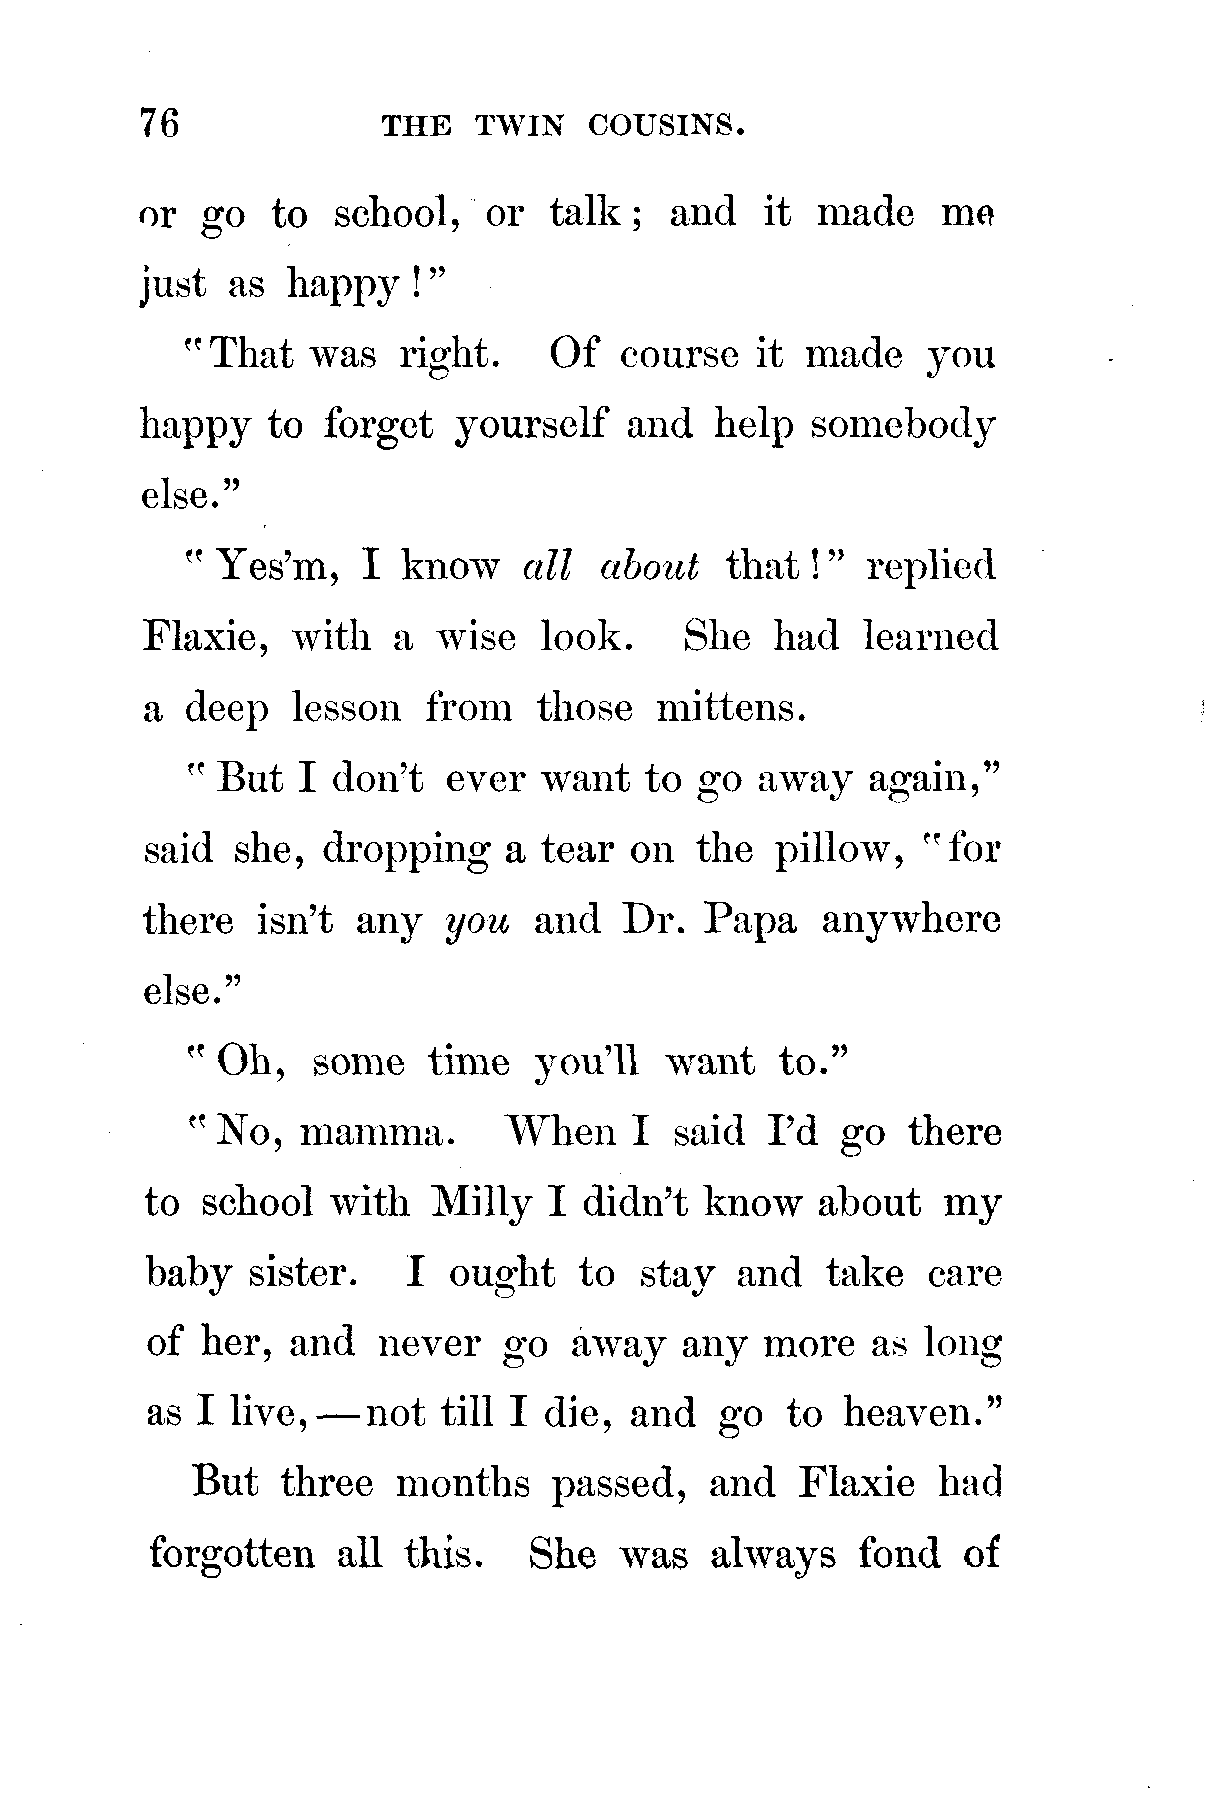 76 THE TWIN COUSINS.
or go to school, or talk; and it made me
just as happy!”
“That was right. Of course it made you
happy to forget yourself and help somebody
else.”
“Yes’m, I know all about that!” replied
Flaxie, with a wise look. She had learned
a deep lesson from those mittens.
“But I don’t ever want to go away again,”
said she, dropping a tear on the pillow, “for
there isn’t any you and Dr. Papa anywhere
else.”
“Oh, some time you’ll want to.”
“No, mamma. When I said I’d go there
to school with Milly I didn’t know about my
baby sister. I ought to stay and take care
of her, and never go away any more as long
as I live,—not till I die, and go to heaven.”
But three months passed, and Flaxie had
forgotten all this. She was always fond of